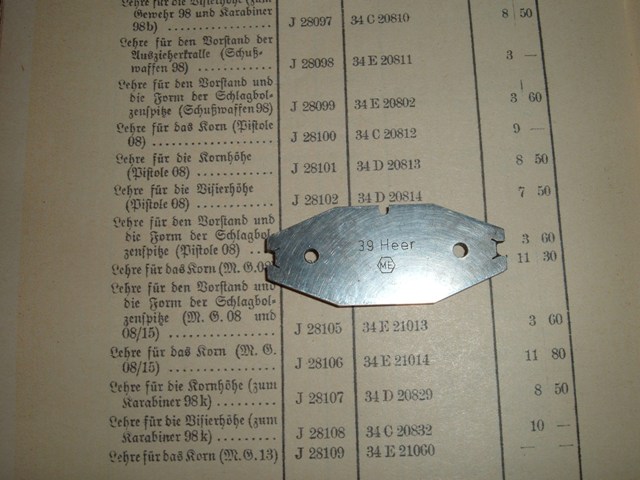 Lehre für die Visierhöhe (zum
Gewehr 98 und Karabiner
98b) J 28097 34 C 20810 8 50
Lehre für den Vorstand der
Auszieherkralle (Schuß-
waffen 98) J 28098 34 E 20811 3 —
Lehre für den Vorstand und
die Form der Schlagbol-
zenspitze (Schußwaffen 98) J 28099 34 E 20802 3 60
Lehre für das Korn (Pistole
08) J 28100 34 C 20812 9 —
Lehre für die Kornhöhe
(Pistole 08) J 28101 34 D 20813 8 50
Lehre für die Visierhöhe
(Pistole 08) J 28102 34 D 20814 7 50
Lehre für den Vorstand und
die Form der Schlagbol-
zenspitze (Pistole 08) 3 60
Lehre für das Korn (M. G. 11 30
39 Heer
ME
Lehre für den Vorstand und
die Form der Schlagbol-
zenspitze (M. G. 08 und
08/15) J 28105 34 E 21013 3 60
Lehre für das Korn (M. G.
08/15) J 28106 34 E 21014 11 80
Lehre für die Kornhöhe (zum
Karabiner 98k) J 28107 34 D 20829 8 50
Lehre für die Visierhöhe (zum
Karabiner 98k) J 28108 34 C 20832 10 —
Lehre für das Korn (M. G. 13) J 28109 34 E 21060 — —